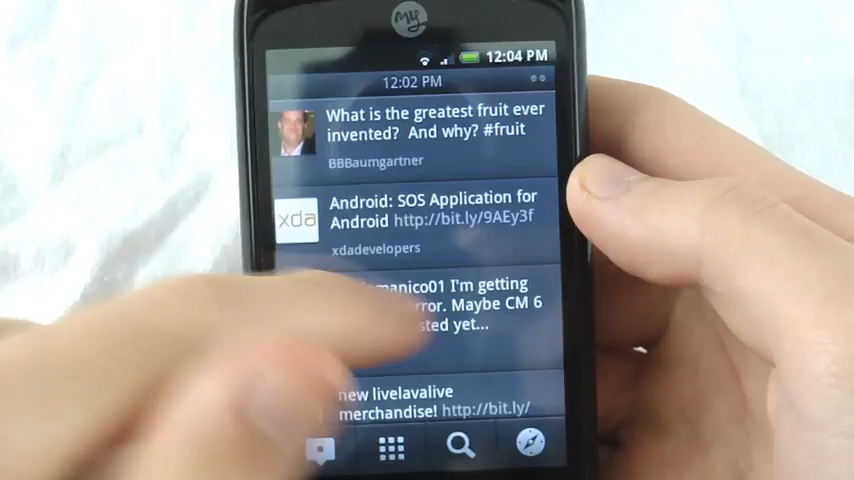 my
12:04 PM
12:02 PM
What is the greatest fruit ever
invented? And why? #fruit
BBBaumgartner
xda
Android: SOS Application for
Android http://bit.ly/9AEy3f
xdadevelopers
manico01 I'm getting
rror. Maybe CM 6
sted yet...
new livelavalive
merchandise! http://bit.ly/